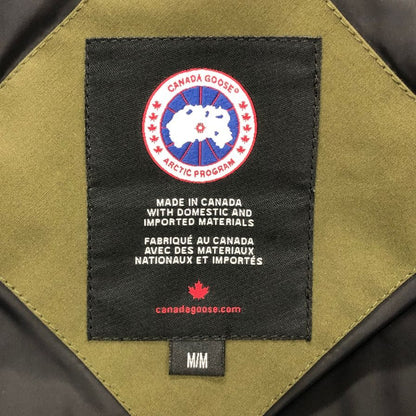 CANADA GOOSE®
ARCTIC PROGRAM
MADE IN CANADA
WITH DOMESTIC AND
IMPORTED MATERIALS
FABRIQUÉ AU CANADA
AVEC DES MATERIAUX
NATIONAUX ET IMPORTÉS
canadagoose.com
M/M